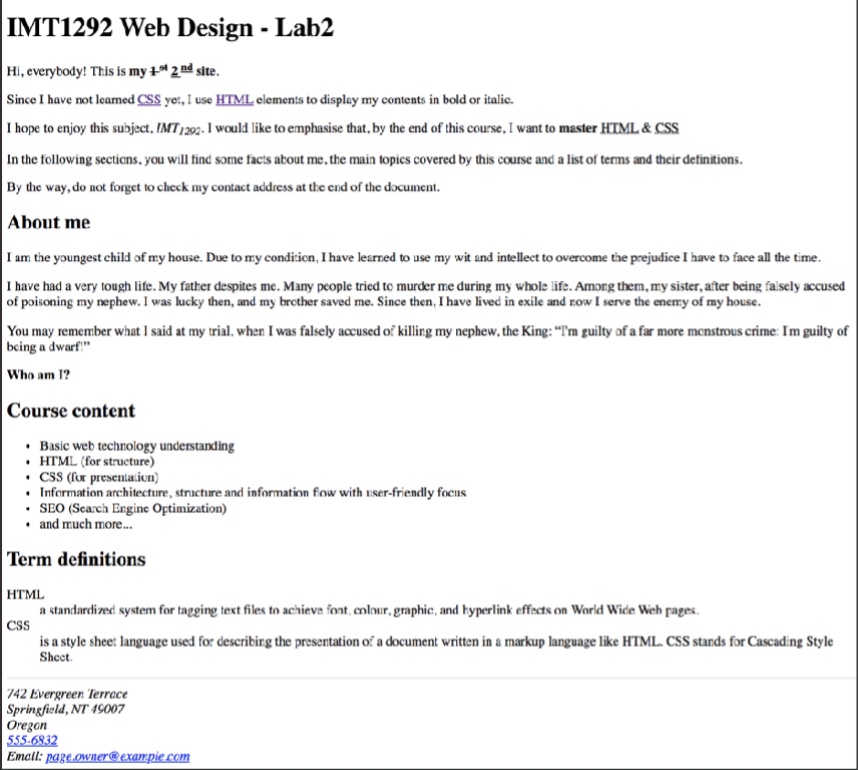 IMT1292 Web Design - Lab2
Hi, everybody! This is my 1st 2nd site.
Since I have not learned CSS yet, I use HTML elements to display my contents in bold or italic.
I hope to enjoy this subject, IMT1292. I would like to emphasise that, by the end of this course, I want to master HTML & CSS
In the following sections, you will find some facts about me, the main topics covered by this course and a list of terms and their definitions.
By the way, do not forget to check my contact address at the end of the document.
About me
I am the youngest child of my house. Due to my condition, I have learned to use my wit and intellect to overcome the prejudice I have to face all the time.
I have had a very tough life. My father despites me. Many people tried to murder me during my whole life. Among them, my sister, after being falsely accused
of poisoning my nephew. I was lucky then, and my brother saved me. Since then, I have lived in exile and now I serve the enemy of my house.
You may remember what I said at my trial, when I was falsely accused of killing my nephew, the King: “I'm guilty of a far more monstrous crime: I'm guilty of
being a dwarf!”
Who am I?
Course content
• Basic web technology understanding
• HTML (for structure)
• CSS (for presentation)
• Information architecture, structure and information flow with user-friendly focus
• SEO (Search Engine Optimization)
• and much more...
Term definitions
HTML
a standardized system for tagging text files to achieve font, colour, graphic, and hyperlink effects on World Wide Web pages.
CSS
is a style sheet language used for describing the presentation of a document written in a markup language like HTML. CSS stands for Cascading Style
Sheet.
742 Evergreen Terrace
Springfield, NT 49007
Oregon
555-6832
Email: page.owner@example.com